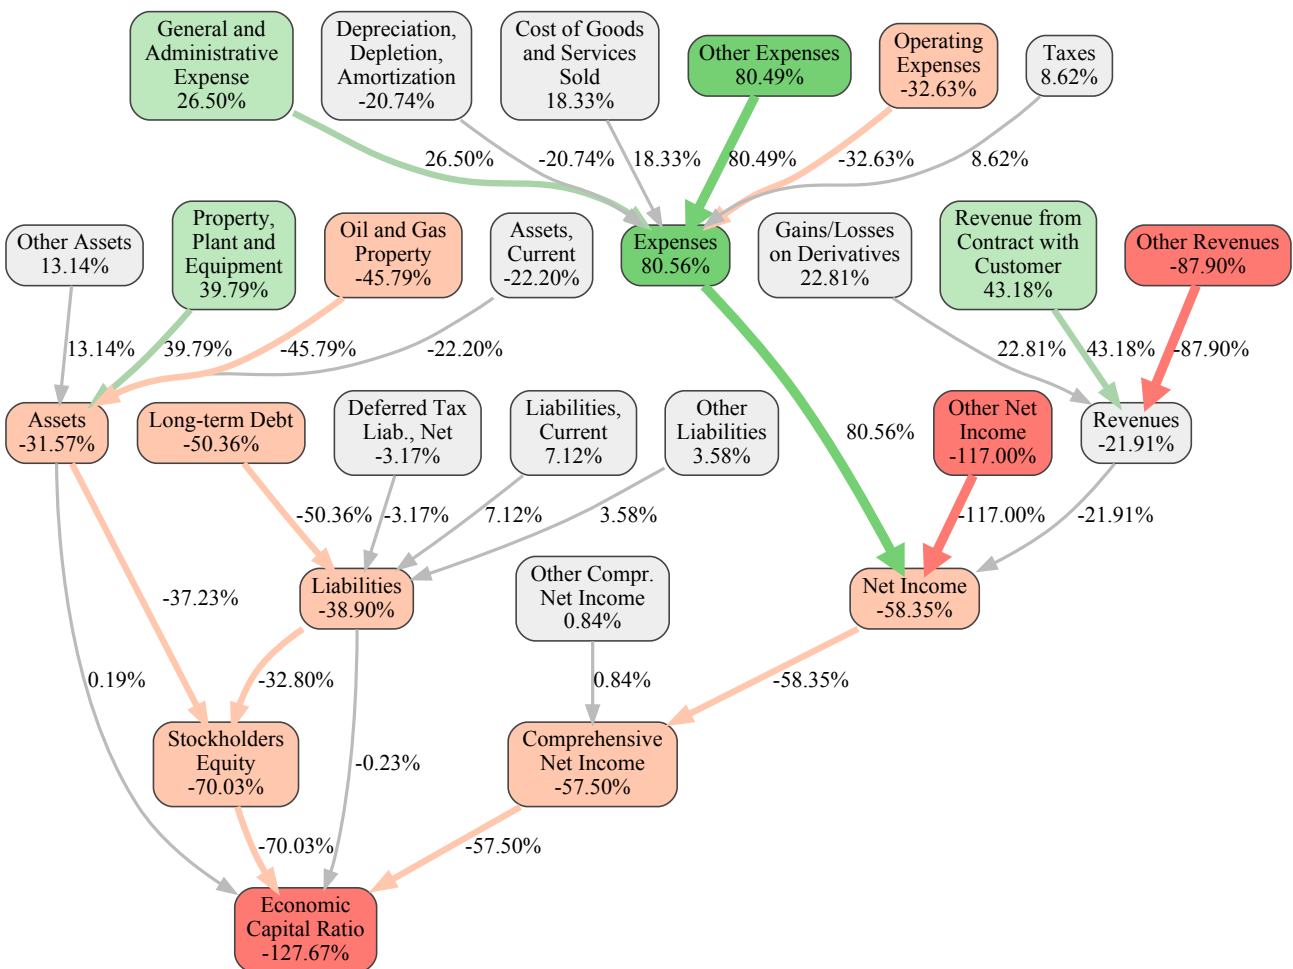 General and
Administrative
Expense
26.50%
Depreciation,
Depletion,
Amortization
-20.74%
Cost of Goods
and Services
Sold
18.33%
Other Expenses
80.49%
Operating
Expenses
-32.63%
Taxes
8.62%
26.50%
-20.74%
18.33%
80.49%
-32.63%
8.62%
Other Assets
13.14%
Property,
Plant and
Equipment
39.79%
Oil and Gas
Property
-45.79%
Assets,
Current
-22.20%
Expenses
80.56%
Gains/Losses
on Derivatives
22.81%
Revenue from
Contract with
Customer
43.18%
Other Revenues
-87.90%
13.14%
39.79%
-45.79%
-22.20%
22.81%
43.18%
-87.90%
Assets
-31.57%
Long-term Debt
-50.36%
Deferred Tax
Liab., Net
-3.17%
Liabilities,
Current
7.12%
Other
Liabilities
3.58%
80.56%
Other Net
Income
-117.00%
Revenues
-21.91%
-50.36%
-3.17%
7.12%
3.58%
-117.00%
-21.91%
-37.23%
Liabilities
-38.90%
Other Compr.
Net Income
0.84%
Net Income
-58.35%
0.19%
-32.80%
0.84%
-58.35%
Stockholders
Equity
-70.03%
-0.23%
Comprehensive
Net Income
-57.50%
-70.03%
-57.50%
Economic
Capital Ratio
-127.67%